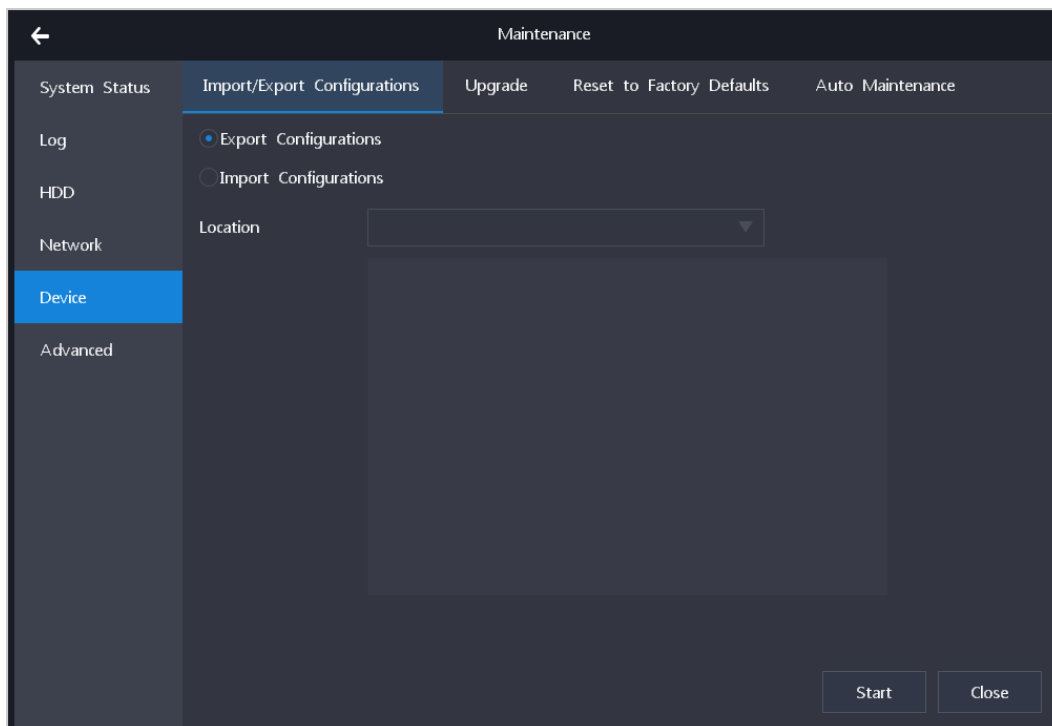 Maintenance
System Status
Log
HDD
Network
Device
Advanced
Import/Export Configurations
Upgrade
Reset to Factory Defaults
Auto Maintenance
Export Configurations
Import Configurations
Location
Start
Close